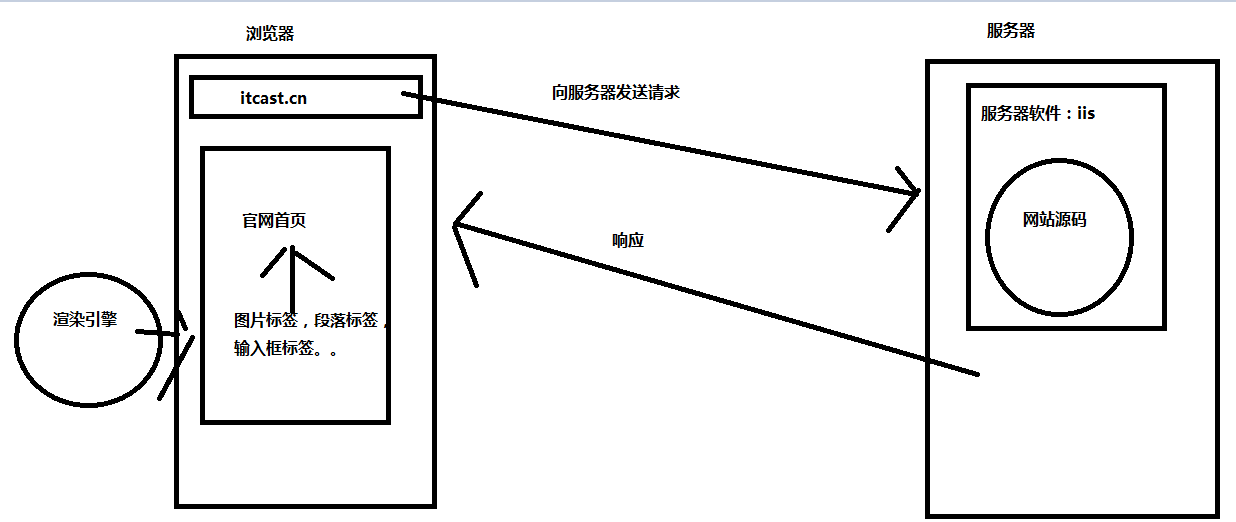 浏览器
服务器
itcast.cn
向服务器发送请求
服务器软件：iis
官网首页
网站源码
响应
渲染引擎
图片标签，段落标签，
输入框标签。。